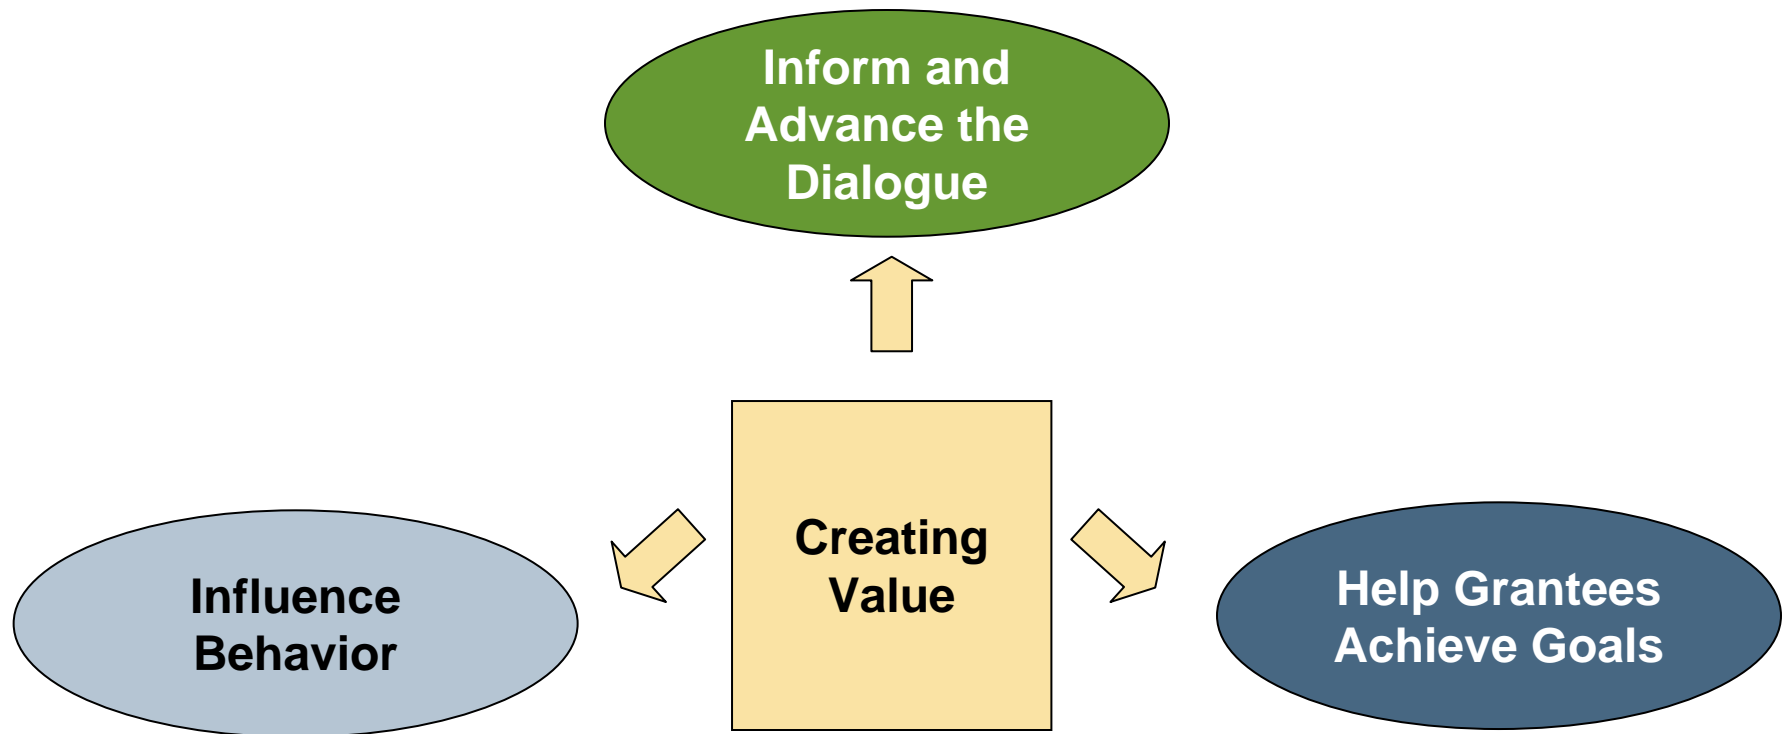 Inform and
Advance the
Dialogue
Creating
Value
Influence
Behavior
Help Grantees
Achieve Goals